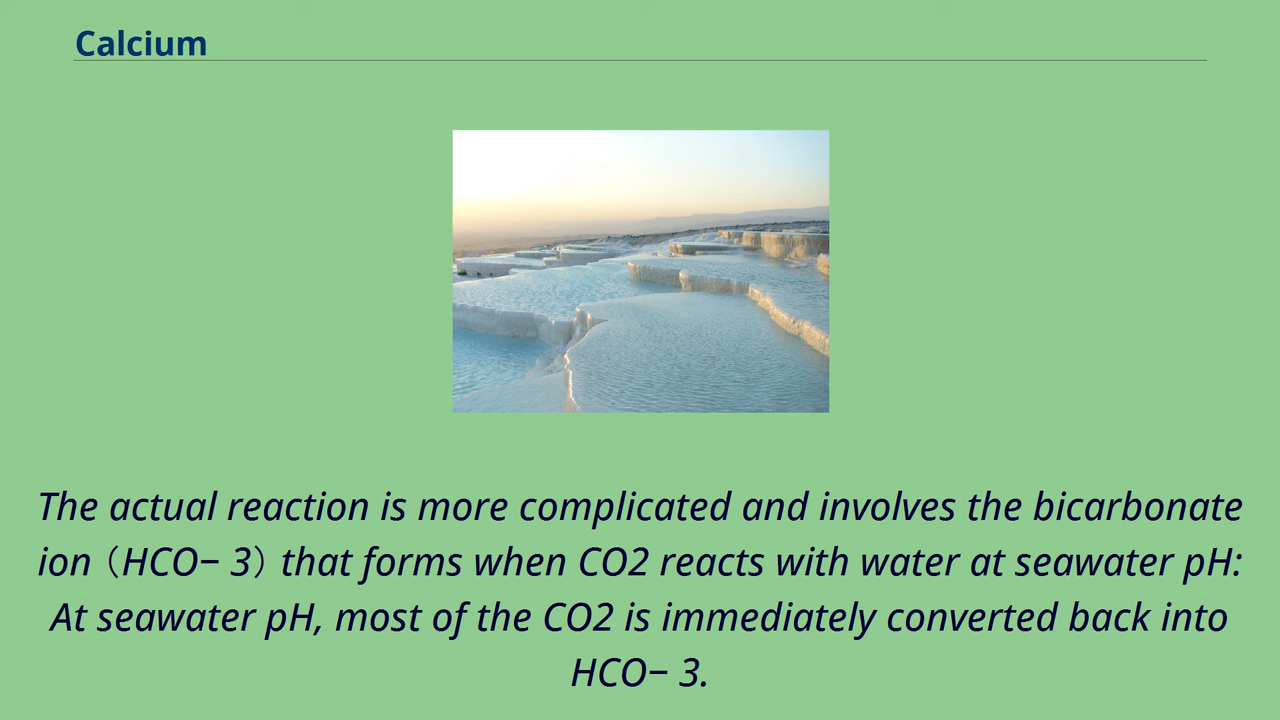 Calcium
The actual reaction is more complicated and involves the bicarbonate
ion (HCO− 3) that forms when CO2 reacts with water at seawater pH:
At seawater pH, most of the CO2 is immediately converted back into
HCO− 3.